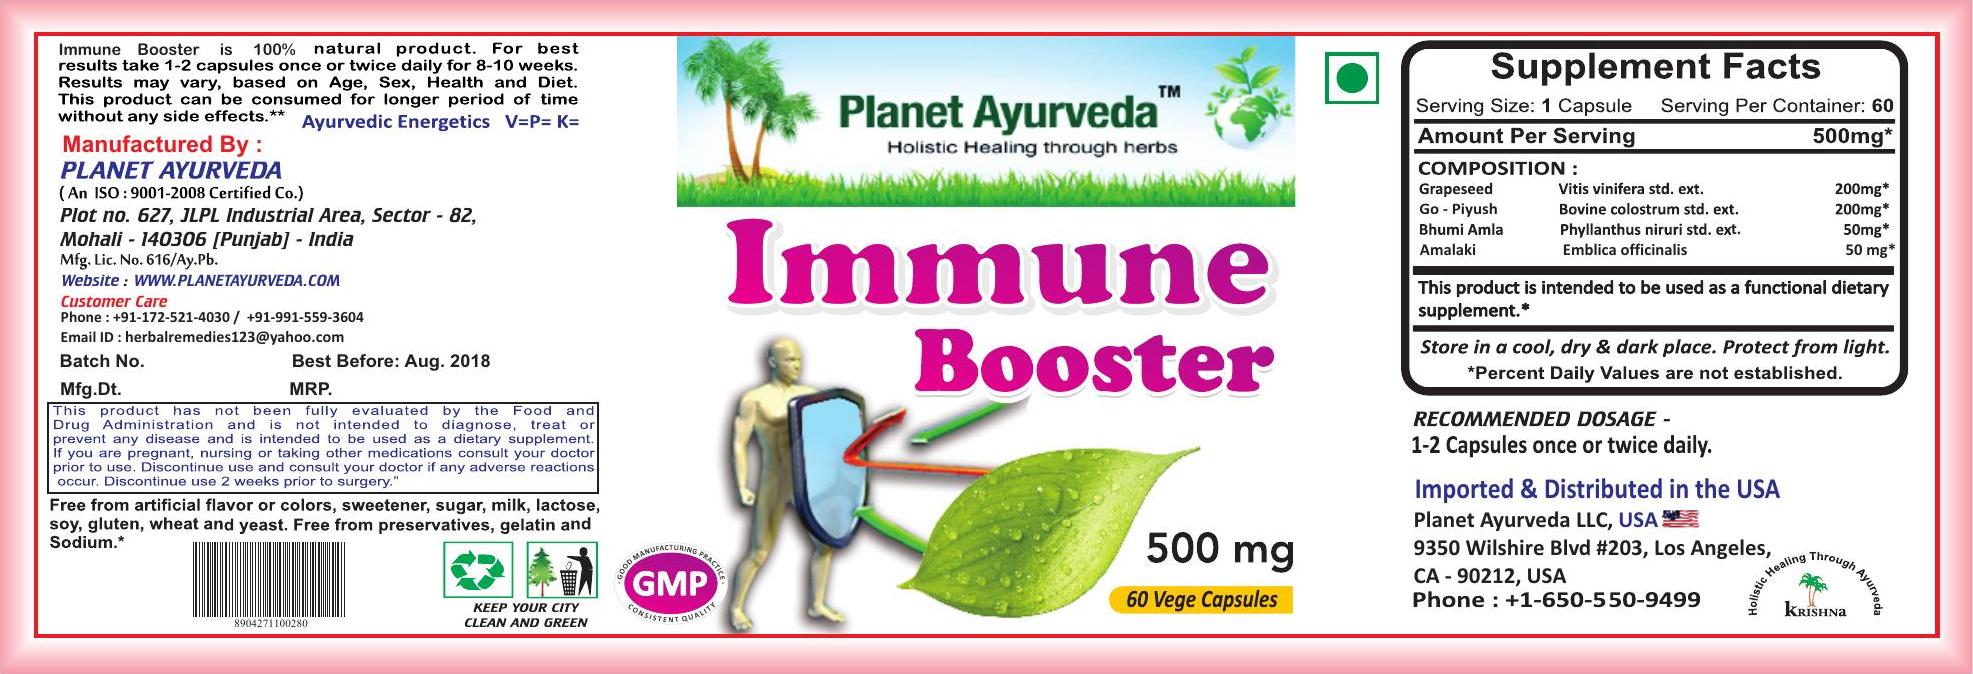 Immune Booster is 100% natural product. For best
results take 1-2 capsules once or twice daily for 8-10 weeks.
Results may vary, based on Age, Sex, Health and Diet.
This product can be consumed for longer period of time
without any side effects.** Ayurvedic Energetics V=P= K=
Manufactured By :
PLANET AYURVEDA
( An ISO : 9001-2008 Certified Co.)
Plot no. 627, JLPL Industrial Area, Sector - 82,
Mohali - 140306 [Punjab] - India
Mfg. Lic. No. 616/Ay.Pb.
Website : WWW.PLANETAYURVEDA.COM
Customer Care
Phone : +91-172-521-4030 / +91-991-559-3604
Email ID : herbalremedies123@yahoo.com
Batch No. Best Before: Aug. 2018
Mfg.Dt. MRP.
This product has not been fully evaluated by the Food and
Drug Administration and is not intended to diagnose, treat or
prevent any disease and is intended to be used as a dietary supplement.
If you are pregnant, nursing or taking other medications consult your doctor
prior to use. Discontinue use and consult your doctor if any adverse reactions
occur. Discontinue use 2 weeks prior to surgery.”
Free from artificial flavor or colors, sweetener, sugar, milk, lactose,
soy, gluten, wheat and yeast. Free from preservatives, gelatin and
Sodium.*
8904271100280
KEEP YOUR CITY
CLEAN AND GREEN
GOOD MANUFACTURING PRACTICE
GMP
CONSISTENT QUALITY
Planet Ayurveda™
Holistic Healing through herbs
Immune
Booster
500 mg
60 Vege Capsules
Supplement Facts
Serving Size: 1 Capsule Serving Per Container: 60
Amount Per Serving 500mg*
COMPOSITION :
Grapeseed Vitis vinifera std. ext. 200mg*
Go - Piyush Bovine colostrum std. ext. 200mg*
Bhumi Amla Phyllanthus niruri std. ext. 50mg*
Amalaki Emblica officinalis 50 mg*
This product is intended to be used as a functional dietary
supplement.*
Store in a cool, dry & dark place. Protect from light.
*Percent Daily Values are not established.
RECOMMENDED DOSAGE -
1-2 Capsules once or twice daily.
Imported & Distributed in the USA
Planet Ayurveda LLC, USA
9350 Wilshire Blvd #203, Los Angeles,
CA - 90212, USA
Phone : +1-650-550-9499
Holistic Healing Through Ayurveda
KRISHNa